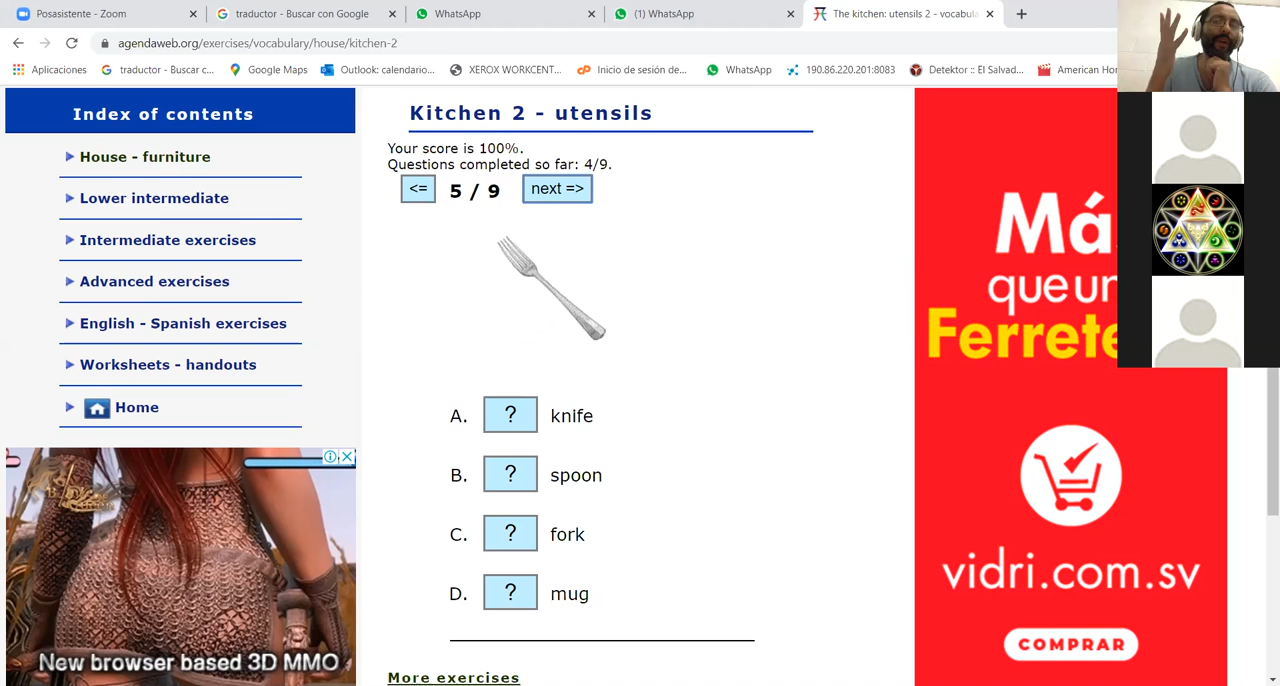 Posasistente - Zoom
traductor - Buscar con Google
WhatsApp
(1) WhatsApp
The kitchen: utensils 2 - vocabula
agendaweb.org/exercises/vocabulary/house/kitchen-2
Aplicaciones
traductor - Buscar c...
Google Maps
Outlook: calendario...
XEROX WORKCENT...
Inicio de sesión de...
WhatsApp
190.86.220.201:8083
Detektor :: El Salvad...
American Hor
Index of contents
House - furniture
Lower intermediate
Intermediate exercises
Advanced exercises
English - Spanish exercises
Worksheets - handouts
Home
New browser based 3D MMO
Kitchen 2 - utensils
Your score is 100%.
Questions completed so far: 4/9.
<= 5 / 9 next =>
A. ? knife
B. ? spoon
C. ? fork
D. ? mug
More exercises
Má
que un
Ferrete
vidri.com.sv
COMPRAR